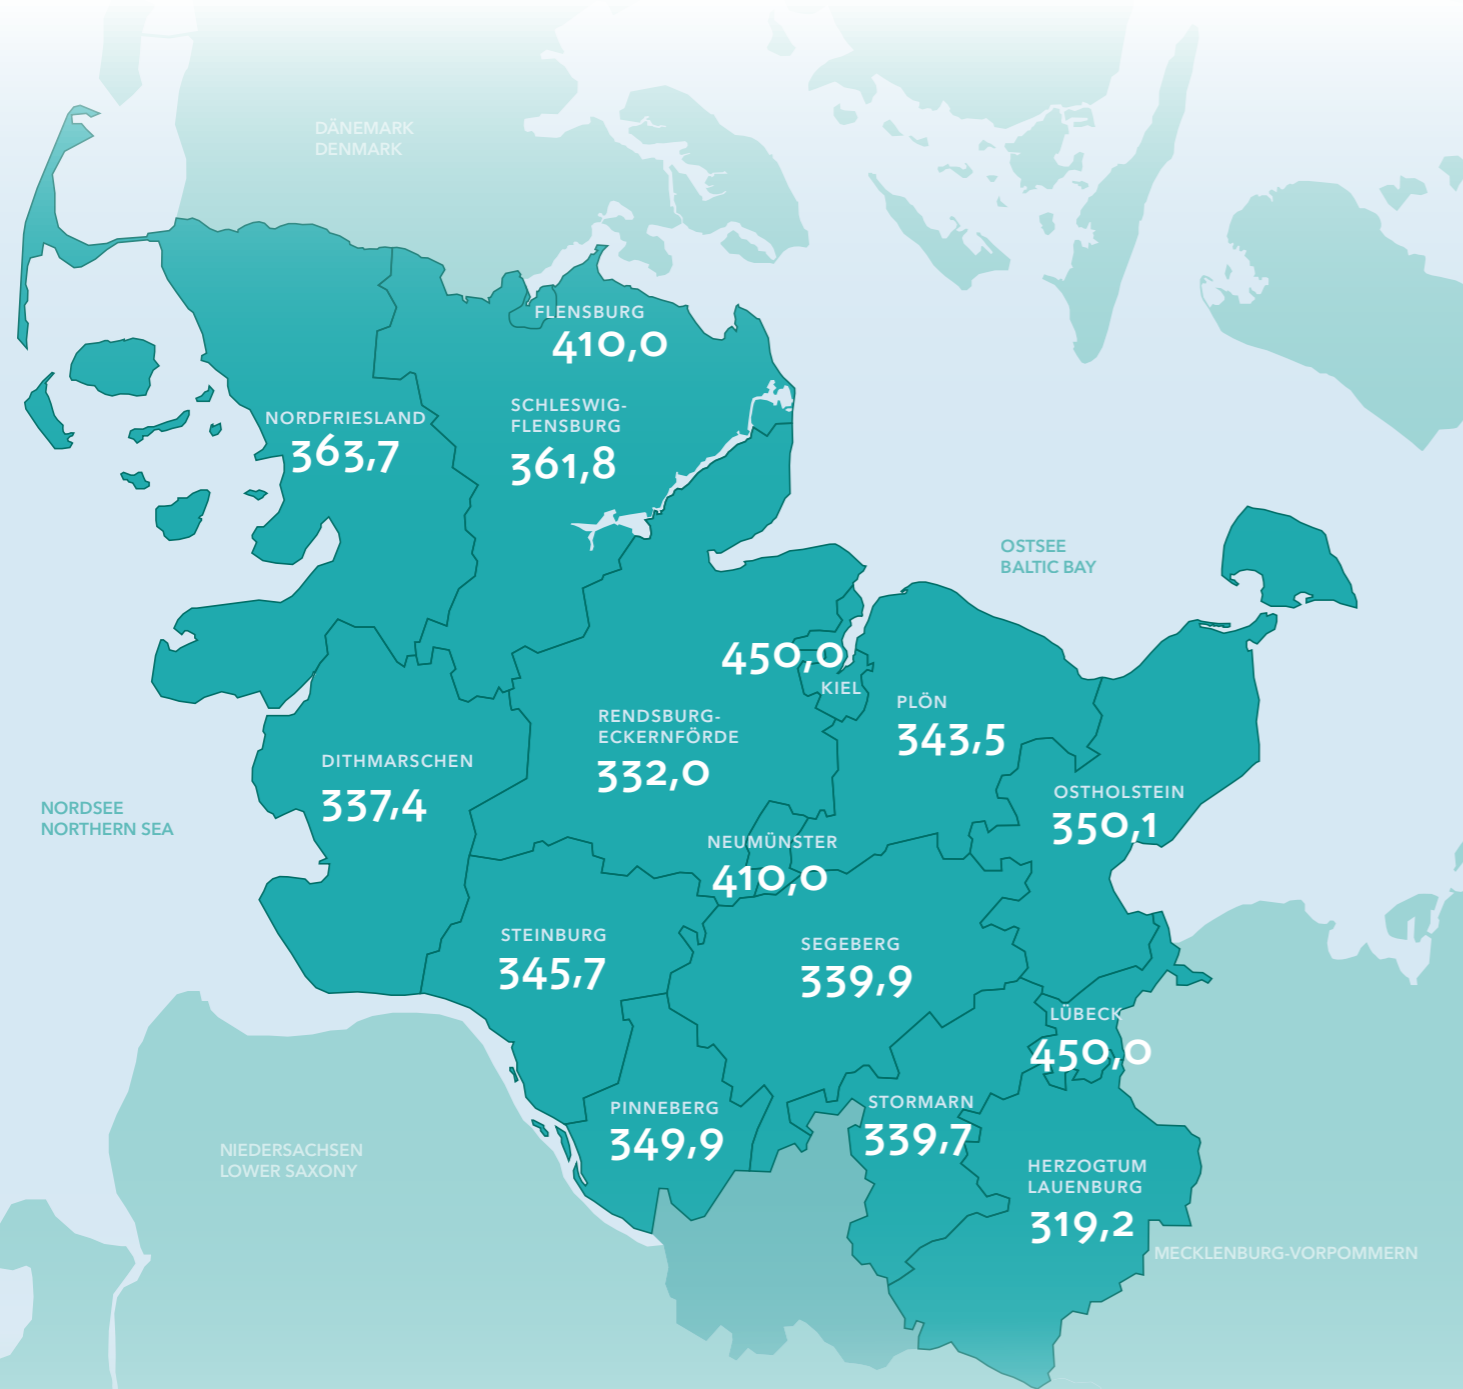 DÄNEMARK
DENMARK
FLENSBURG
410,0
NORDFRIESLAND
363,7
SCHLESWIG-
FLENSBURG
361,8
OSTSEE
BALTIC BAY
450,0
KIEL
RENDSBURG-
ECKERNFÖRDE
332,0
PLÖN
343,5
DITHMARSCHEN
337,4
OSTHOLSTEIN
350,1
NORDSEE
NORTHERN SEA
NEUMÜNSTER
410,0
STEINBURG
345,7
SEGEBERG
339,9
LÜBECK
450,0
PINNEBERG
349,9
STORMARN
339,7
NIEDERSACHSEN
LOWER SAXONY
HERZOGTUM
LAUENBURG
319,2
MECKLENBURG-VORPOMMERN